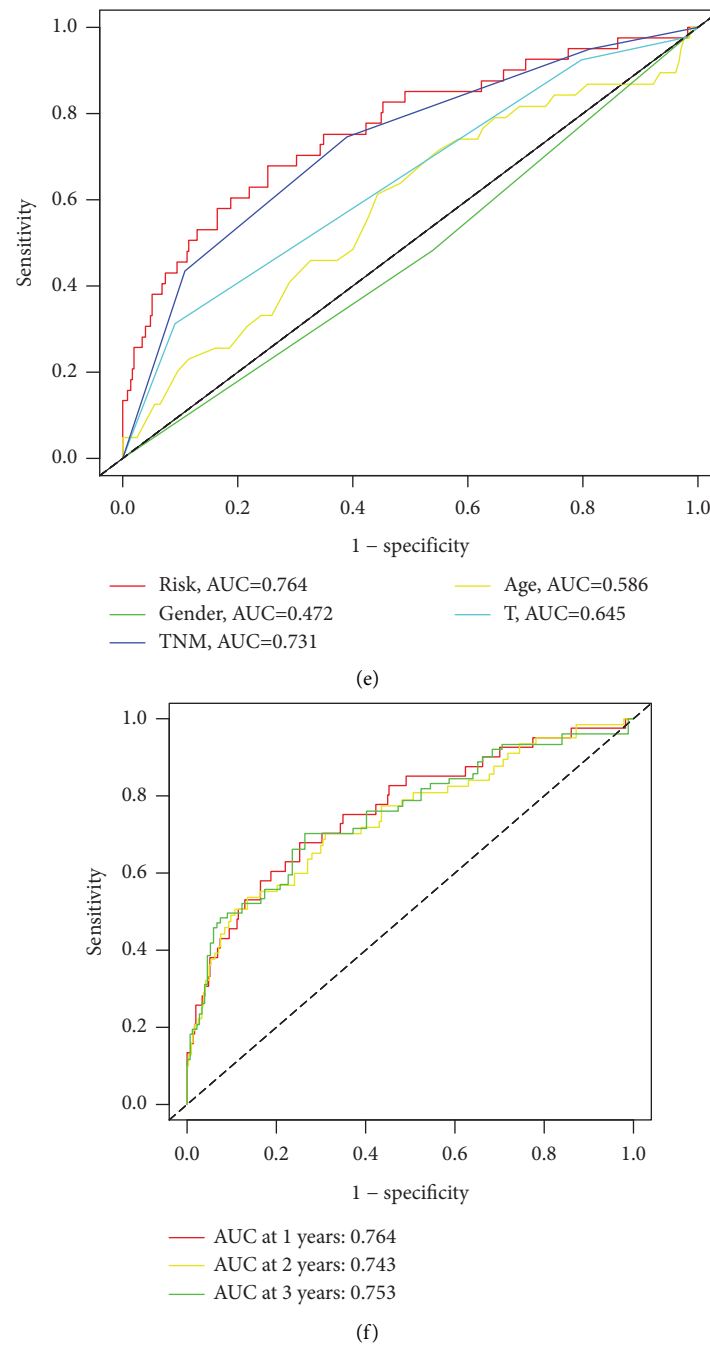 1.0
0.8
0.6
0.4
0.2
0.0
Sensitivity
0.0 0.2 0.4 0.6 0.8 1.0
1 − specificity
Risk, AUC=0.764
Gender, AUC=0.472
TNM, AUC=0.731
Age, AUC=0.586
T, AUC=0.645
(e)
1.0
0.8
0.6
0.4
0.2
0.0
Sensitivity
0.0 0.2 0.4 0.6 0.8 1.0
1 − specificity
AUC at 1 years: 0.764
AUC at 2 years: 0.743
AUC at 3 years: 0.753
(f)